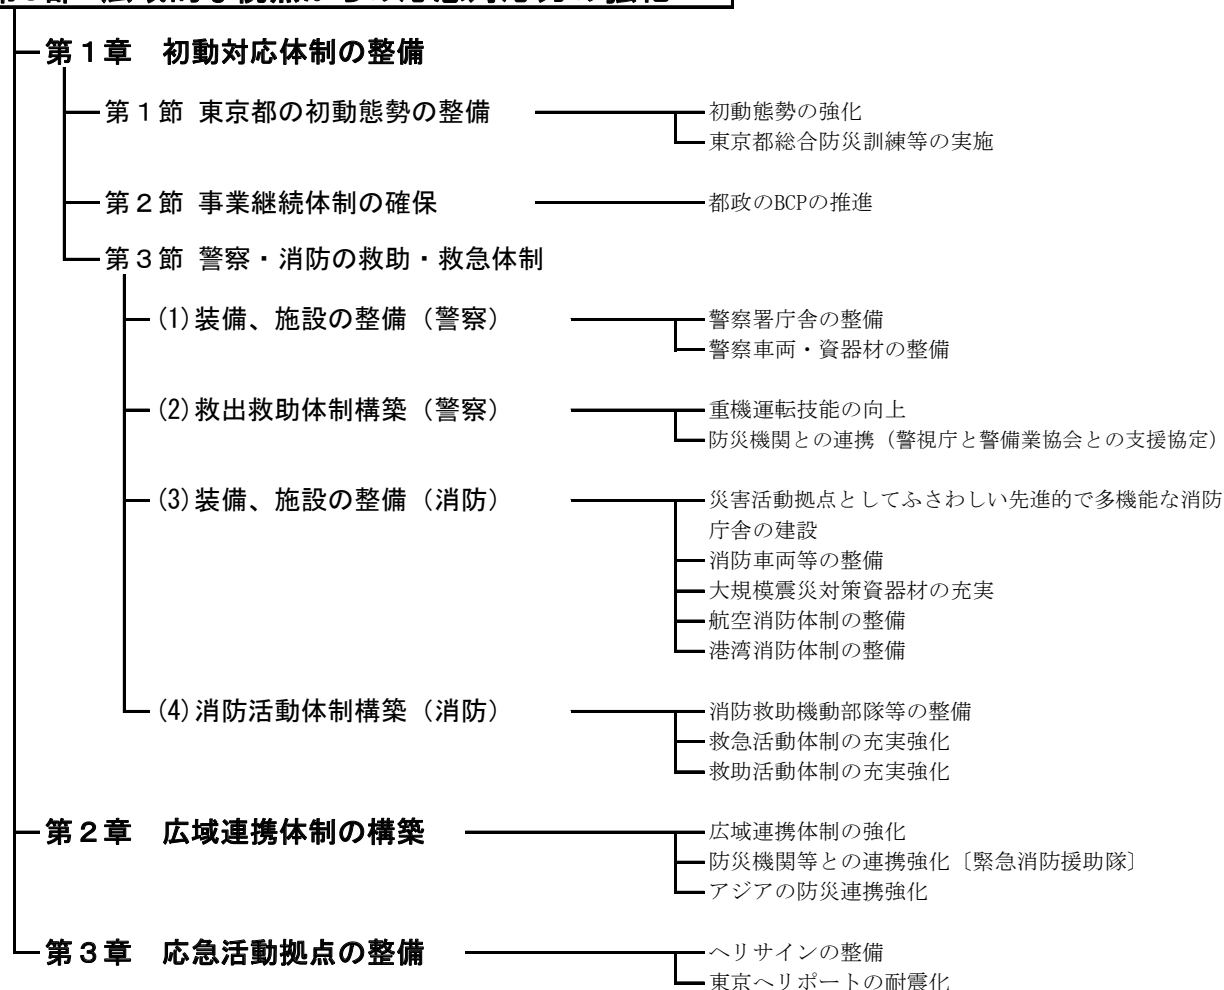 第１章　初動対応体制の整備
第１節 東京都の初動態勢の整備
初動態勢の強化
東京都総合防災訓練等の実施
第２節 事業継続体制の確保
都政のBCPの推進
第３節 警察・消防の救助・救急体制
(1)装備、施設の整備（警察）
警察署庁舎の整備
警察車両・資器材の整備
(2)救出救助体制構築（警察）
重機運転技能の向上
防災機関との連携（警視庁と警備業協会との支援協定）
(3)装備、施設の整備（消防）
災害活動拠点としてふさわしい先進的で多機能な消防
庁舎の建設
消防車両等の整備
大規模震災対策資器材の充実
航空消防体制の整備
港湾消防体制の整備
(4)消防活動体制構築（消防）
消防救助機動部隊等の整備
救急活動体制の充実強化
救助活動体制の充実強化
第２章　広域連携体制の構築
広域連携体制の強化
防災機関等との連携強化〔緊急消防援助隊〕
アジアの防災連携強化
第３章　応急活動拠点の整備
ヘリサインの整備
東京ヘリポートの耐震化